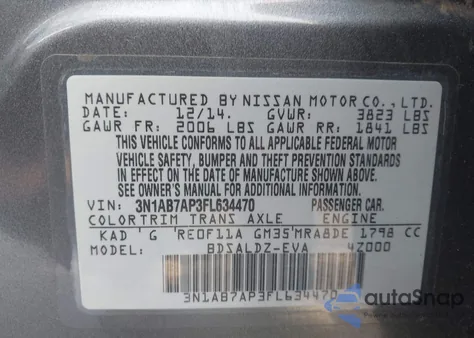 MANUFACTURED BY NISSAN MOTOR CO., LTD.
DATE: 12/14. GVWR: 3823 LBS
GAWR FR: 2006 LBS GAWR RR: 1841 LBS
THIS VEHICLE CONFORMS TO ALL APPLICABLE FEDERAL MOTOR
VEHICLE SAFETY, BUMPER AND THEFT PREVENTION STANDARDS
IN EFFECT ON THE DATE OF MANUFACTURE SHOWN ABOVE.
SEE OWNER'S MANUAL FOR ADDITIONAL INFORMATION.
VIN: 3N1AB7AP3FL634470 PASSENGER CAR.
COLORTRIM TRANS AXLE ENGINE
KAD 'G 'RE0F11A GM35'MRA8DE 1798 CC
MODEL: BDSALDZ-EVA 4Z000
3N1AB7AP3FL634470
autoSnap